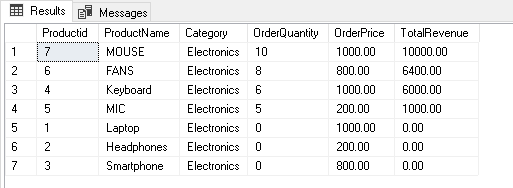 Results Messages
Productid ProductName Category OrderQuantity OrderPrice TotalRevenue
1 7 MOUSE Electronics 10 1000.00 10000.00
2 6 FANS Electronics 8 800.00 6400.00
3 4 Keyboard Electronics 6 1000.00 6000.00
4 5 MIC Electronics 5 200.00 1000.00
5 1 Laptop Electronics 0 1000.00 0.00
6 2 Headphones Electronics 0 200.00 0.00
7 3 Smartphone Electronics 0 800.00 0.00